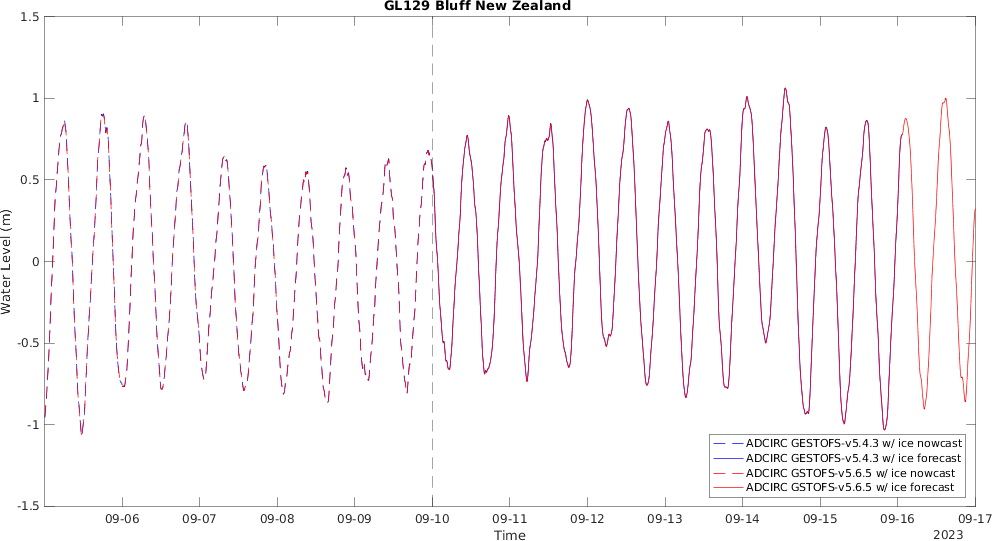 GL129 Bluff New Zealand
1.5
1
0.5
0
-0.5
-1
-1.5
Water Level (m)
ADCIRC GESTOFS-v5.4.3 w/ ice nowcast
ADCIRC GESTOFS-v5.4.3 w/ ice forecast
ADCIRC GSTOFS-v5.6.5 w/ ice nowcast
ADCIRC GSTOFS-v5.6.5 w/ ice forecast
09-06 09-07 09-08 09-09 09-10 09-11 09-12 09-13 09-14 09-15 09-16 09-17
Time
2023